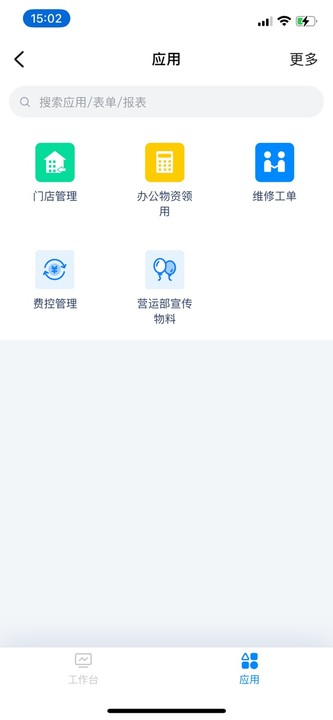 15:02
应用
更多
搜索应用/表单/报表
门店管理
办公物资领
用
维修工单
费控管理
营运部宣传
物料
工作台
应用